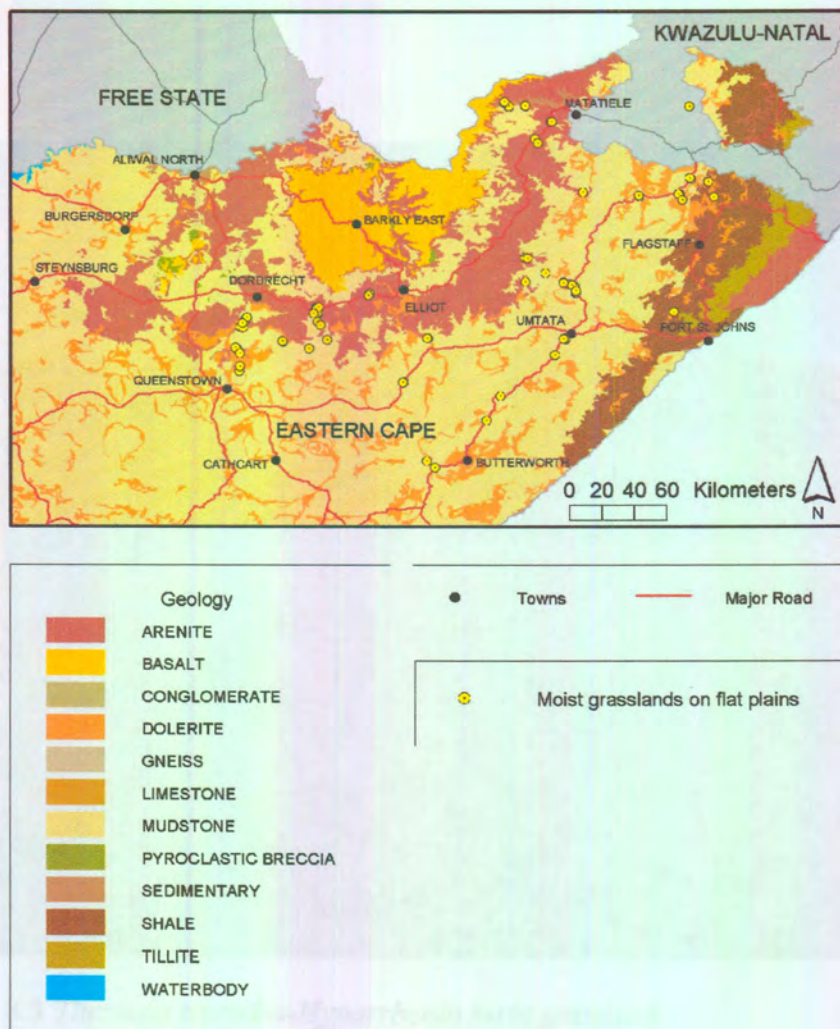 KWAZULU-NATAL
FREE STATE
MATATIELE
ALIWAL NORTH
BURGERSDORF
BARKLY EAST
STEYNSBURG
FLAGSTAFF
DORDRECHT
ELLIOT
UMTATA
PORT ST JOHNS
QUEENSTOWN
EASTERN CAPE
CATHCART
BUTTERWORTH
0 20 40 60 Kilometers
N
Geology
ARENITE
BASALT
CONGLOMERATE
DOLERITE
GNEISS
LIMESTONE
MUDSTONE
PYROCLASTIC BRECCIA
SEDIMENTARY
SHALE
TILLITE
WATERBODY
Towns
Major Road
Moist grasslands on flat plains